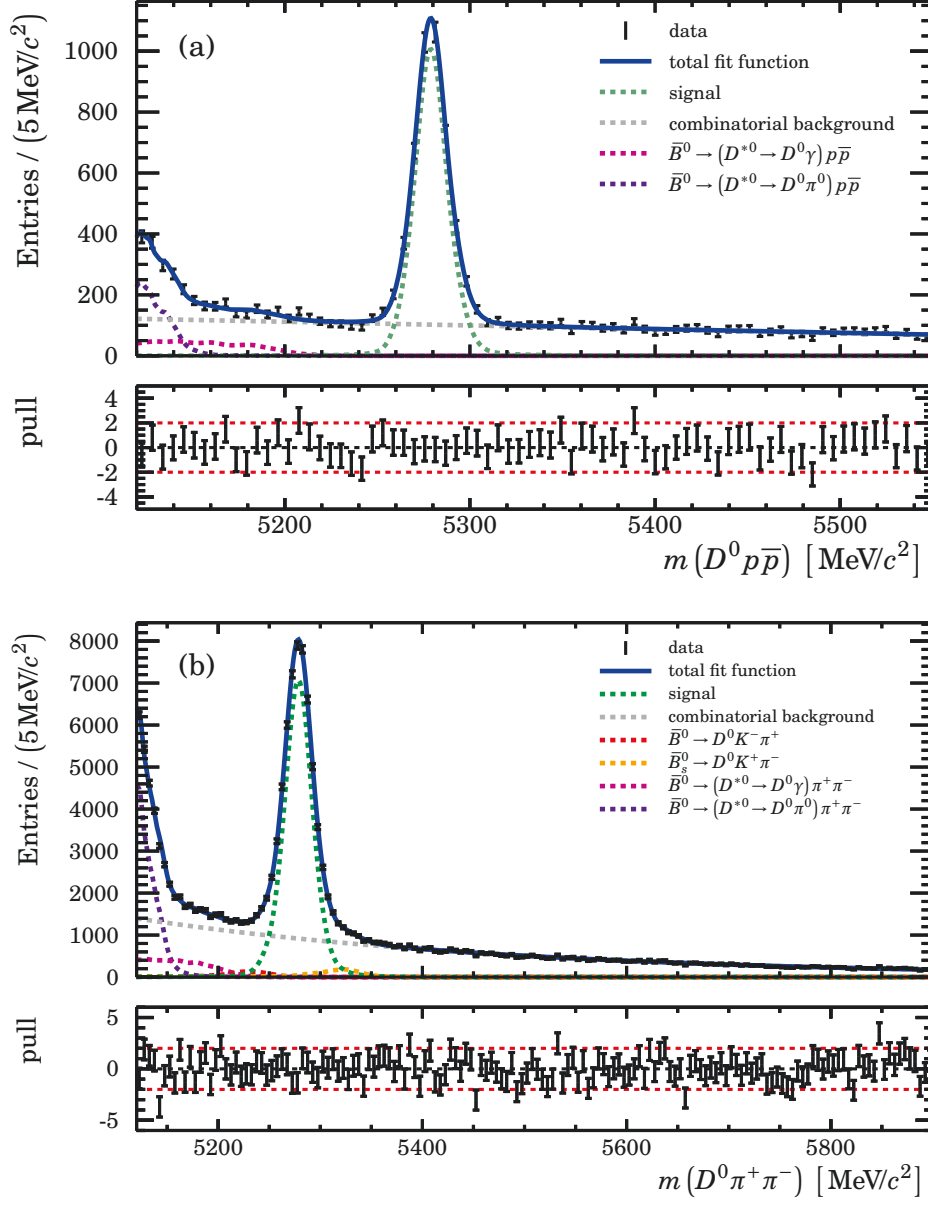 (a)
data
total fit function
signal
combinatorial background
B̅⁰ → (D*⁰ → D⁰γ) pp̅
B̅⁰ → (D*⁰ → D⁰π⁰) pp̅
Entries / (5 MeV/c²)
1000
800
600
400
200
0
pull
4
2
0
-2
-4
5200
5300
5400
5500
m (D⁰pp̅) [MeV/c²]
(b)
data
total fit function
signal
combinatorial background
B̅⁰ → D⁰K⁻π⁺
B̅⁰ₛ → D⁰K⁺π⁻
B̅⁰ → (D*⁰ → D⁰γ) π⁺π⁻
B̅⁰ → (D*⁰ → D⁰π⁰) π⁺π⁻
Entries / (5 MeV/c²)
8000
7000
6000
5000
4000
3000
2000
1000
0
pull
5
0
-5
5200
5400
5600
5800
m (D⁰π⁺π⁻) [MeV/c²]